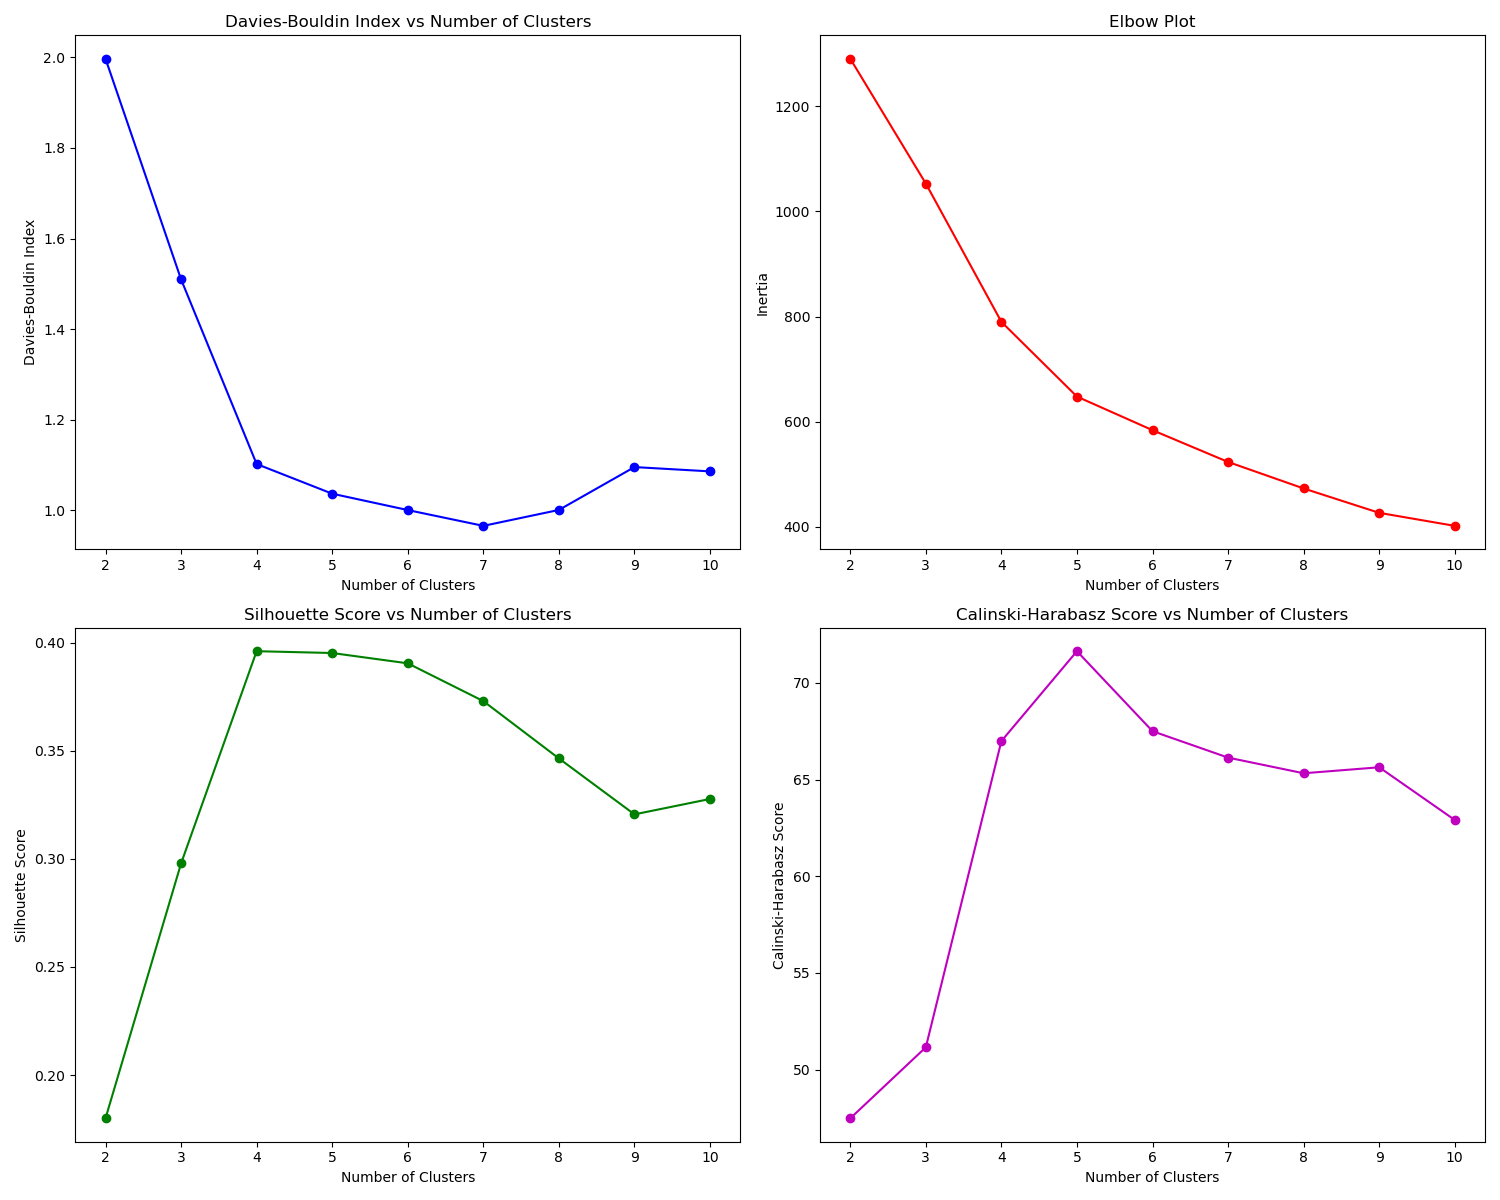 Davies-Bouldin Index vs Number of Clusters
Davies-Bouldin Index
2.0
1.8
1.6
1.4
1.2
1.0
2 3 4 5 6 7 8 9 10
Number of Clusters
Elbow Plot
Inertia
1200
1000
800
600
400
2 3 4 5 6 7 8 9 10
Number of Clusters
Silhouette Score vs Number of Clusters
Silhouette Score
0.40
0.35
0.30
0.25
0.20
2 3 4 5 6 7 8 9 10
Number of Clusters
Calinski-Harabasz Score vs Number of Clusters
Calinski-Harabasz Score
70
65
60
55
50
2 3 4 5 6 7 8 9 10
Number of Clusters